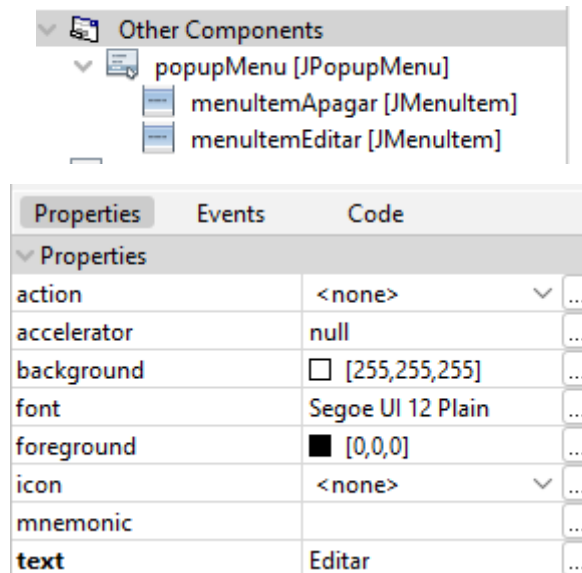 Other Components
popupMenu [JPopupMenu]
menuItemApagar [JMenuItem]
menuItemEditar [JMenuItem]
Properties Events Code
Properties
action <none> ...
accelerator null ...
background [255,255,255] ...
font Segoe UI 12 Plain ...
foreground [0,0,0] ...
icon <none> ...
mnemonic ...
text Editar ...